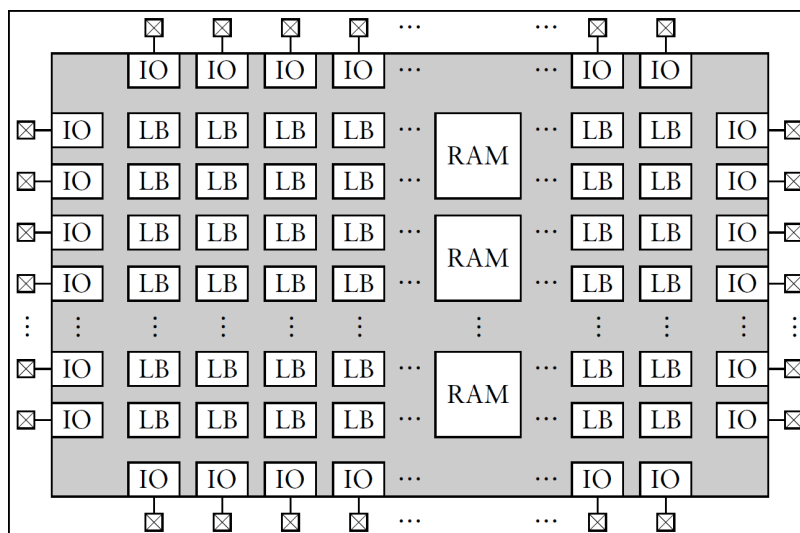 ... ...
IO IO IO IO ... ... IO IO
IO LB LB LB LB ... RAM ... LB LB IO
IO LB LB LB LB ... ... LB LB IO
IO LB LB LB LB ... RAM ... LB LB IO
IO LB LB LB LB ... ... LB LB IO
⋮ ⋮ ⋮ ⋮ ⋮ ⋮ ⋮ ⋮ ⋮ ⋮ ⋮
IO LB LB LB LB ... RAM ... LB LB IO
IO LB LB LB LB ... ... LB LB IO
IO IO IO IO ... ... IO IO
... ...